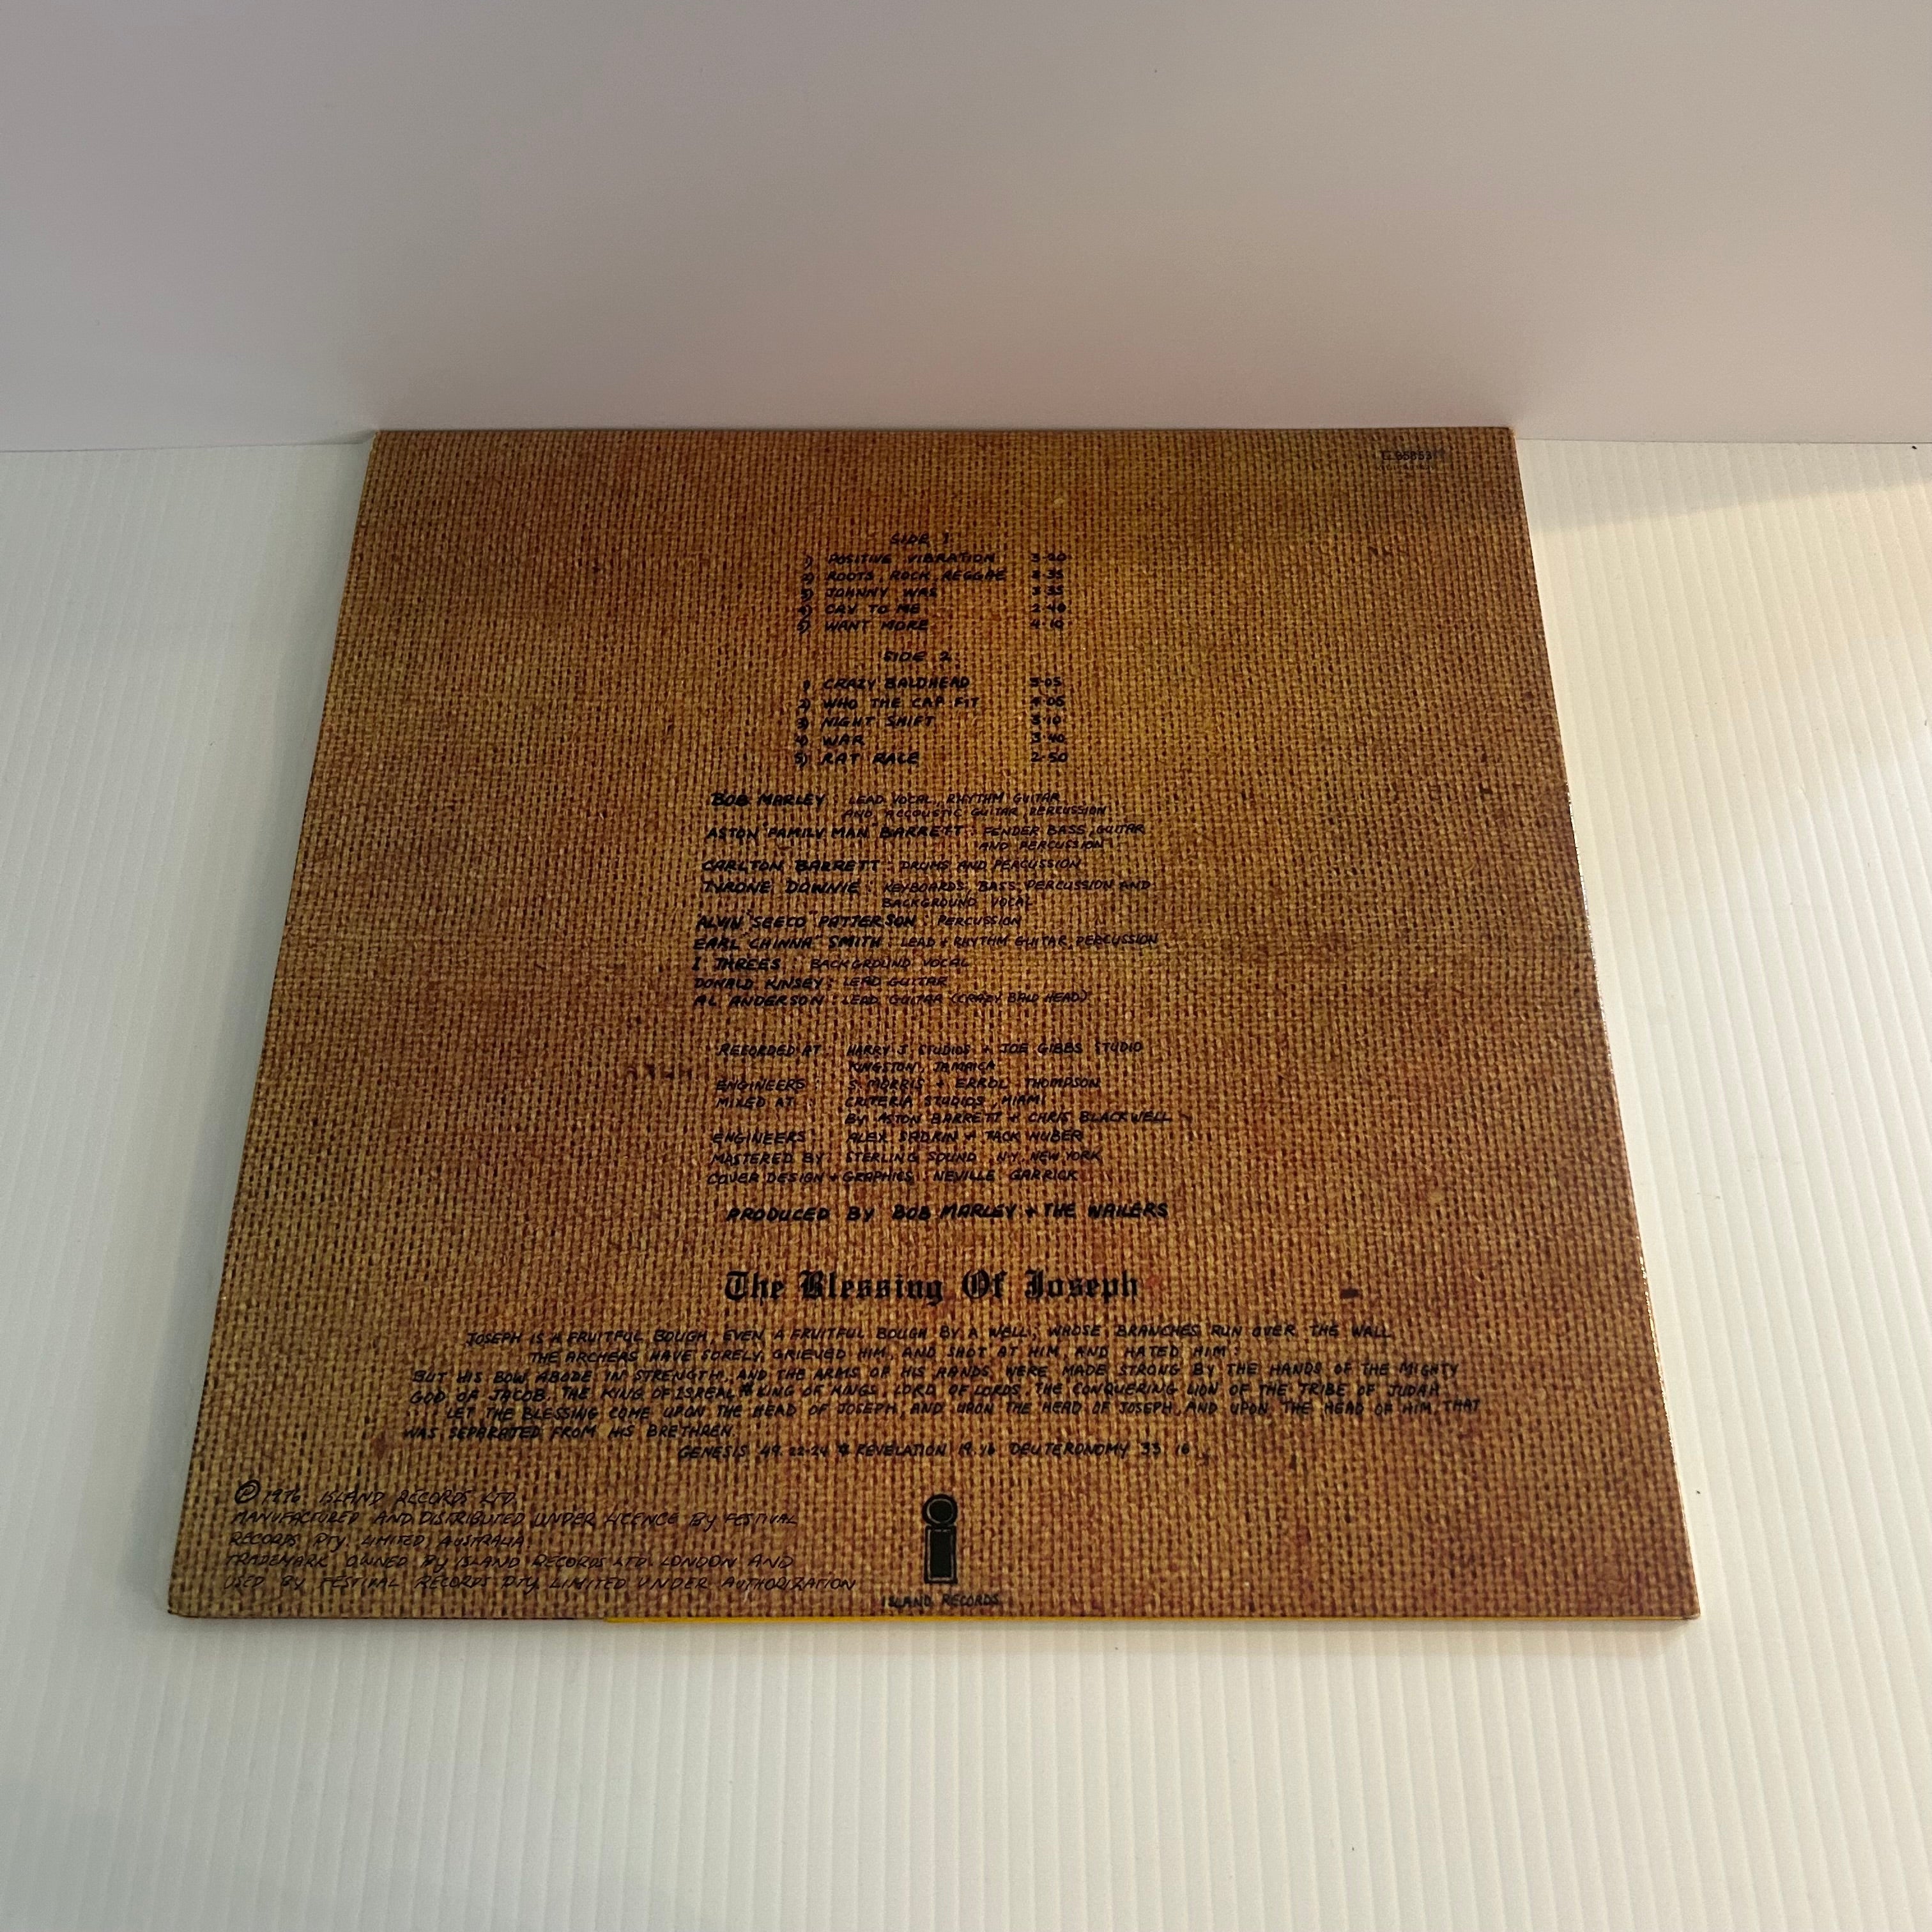 L 35853
SIDE 1
1) POSITIVE VIBRATION 3·20
2) ROOTS, ROCK, REGGAE 3·35
3) JOHNNY WAS 3·35
4) CRY TO ME 2·40
5) WANT MORE 4·10
SIDE 2
1) CRAZY BALDHEAD 3·05
2) WHO THE CAP FIT 4·05
3) NIGHT SHIFT 3·10
4) WAR 3·40
5) RAT RACE 2·50
BOB MARLEY : LEAD VOCAL, RHYTHM GUITAR
AND ACCOUSTIC GUITAR, PERCUSSION
ASTON "FAMILY MAN" BARRETT : FENDER BASS, GUITAR
AND PERCUSSION
CARLTON BARRETT : DRUMS AND PERCUSSION
TYRONE DOWNIE : KEYBOARDS, BASS, PERCUSSION AND
BACKGROUND VOCAL
ALVIN "SEECO" PATTERSON : PERCUSSION
EARL "CHINNA" SMITH : LEAD + RHYTHM GUITAR, PERCUSSION
I THREES : BACKGROUND VOCAL
DONALD KINSEY : LEAD GUITAR
AL ANDERSON : LEAD GUITAR (CRAZY BALD HEAD)
RECORDED AT : HARRY J. STUDIOS + JOE GIBBS STUDIO
KINGSTON, JAMAICA
ENGINEERS : S. MORRIS + ERROL THOMPSON
MIXED AT : CRITERIA STUDIOS, MIAMI
BY ASTON BARRETT + CHRIS BLACKWELL
ENGINEERS : ALEX SADKIN + JACK NUBER
MASTERED BY : STERLING SOUND, N.Y. NEW YORK
COVER DESIGN + GRAPHICS : NEVILLE GARRICK
PRODUCED BY BOB MARLEY + THE WAILERS
The Blessing Of Joseph
JOSEPH IS A FRUITFUL BOUGH, EVEN A FRUITFUL BOUGH BY A WELL; WHOSE BRANCHES RUN OVER THE WALL
THE ARCHERS HAVE SORELY GRIEVED HIM, AND SHOT AT HIM, AND HATED HIM :
BUT HIS BOW ABODE IN STRENGTH, AND THE ARMS OF HIS HANDS WERE MADE STRONG BY THE HANDS OF THE MIGHTY
GOD OF JACOB, THE KING OF ISREAL KING OF KINGS, LORD OF LORDS, THE CONQUERING LION OF THE TRIBE OF JUDAH
LET THE BLESSING COME UPON THE HEAD OF JOSEPH, AND UPON THE HEAD OF JOSEPH, AND UPON THE HEAD OF HIM THAT
WAS SEPARATED FROM HIS BRETHREN.
GENESIS 49. 22-24 & REVELATION 19. 16 DEUTERONOMY 33 16
℗ 1976 ISLAND RECORDS LTD.
MANUFACTURED AND DISTRIBUTED UNDER LICENCE BY FESTIVAL
RECORDS PTY. LIMITED, AUSTRALIA
TRADEMARK OWNED BY ISLAND RECORDS LTD. LONDON AND
USED BY FESTIVAL RECORDS PTY. LIMITED UNDER AUTHORIZATION
ISLAND RECORDS